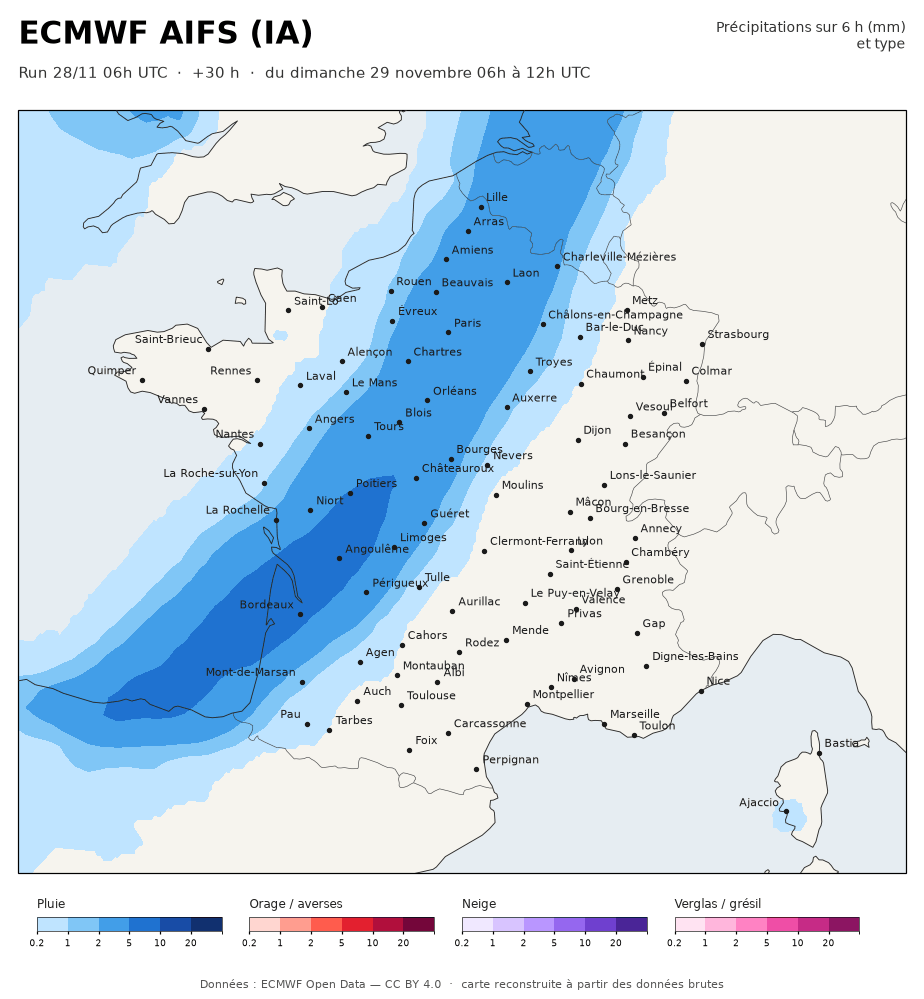 ECMWF AIFS (IA)
Précipitations sur 6 h (mm)
et type
Run 28/11 06h UTC · +30 h · du dimanche 29 novembre 06h à 12h UTC
Lille
Arras
Amiens
Charleville-Mézières
Laon
Rouen
Beauvais
Saint-Lô
Caen
Metz
Évreux
Châlons-en-Champagne
Paris
Bar-le-Duc
Nancy
Strasbourg
Saint-Brieuc
Alençon
Chartres
Troyes
Quimper
Rennes
Laval
Le Mans
Chaumont
Épinal
Colmar
Vannes
Orléans
Auxerre
Blois
Vesoul
Belfort
Angers
Tours
Nantes
Dijon
Besançon
Bourges
Nevers
La Roche-sur-Yon
Châteauroux
Poitiers
Moulins
Lons-le-Saunier
Niort
La Rochelle
Guéret
Mâcon
Bourg-en-Bresse
Annecy
Angoulême
Limoges
Clermont-Ferrand
Lyon
Chambéry
Saint-Étienne
Périgueux
Tulle
Grenoble
Le Puy-en-Velay
Valence
Bordeaux
Aurillac
Privas
Cahors
Rodez
Mende
Gap
Agen
Digne-les-Bains
Mont-de-Marsan
Montauban
Albi
Nîmes
Avignon
Nice
Auch
Toulouse
Montpellier
Pau
Tarbes
Carcassonne
Marseille
Toulon
Foix
Bastia
Perpignan
Ajaccio
Pluie
0.2 1 2 5 10 20
Orage / averses
0.2 1 2 5 10 20
Neige
0.2 1 2 5 10 20
Verglas / grésil
0.2 1 2 5 10 20
Données : ECMWF Open Data — CC BY 4.0 · carte reconstruite à partir des données brutes